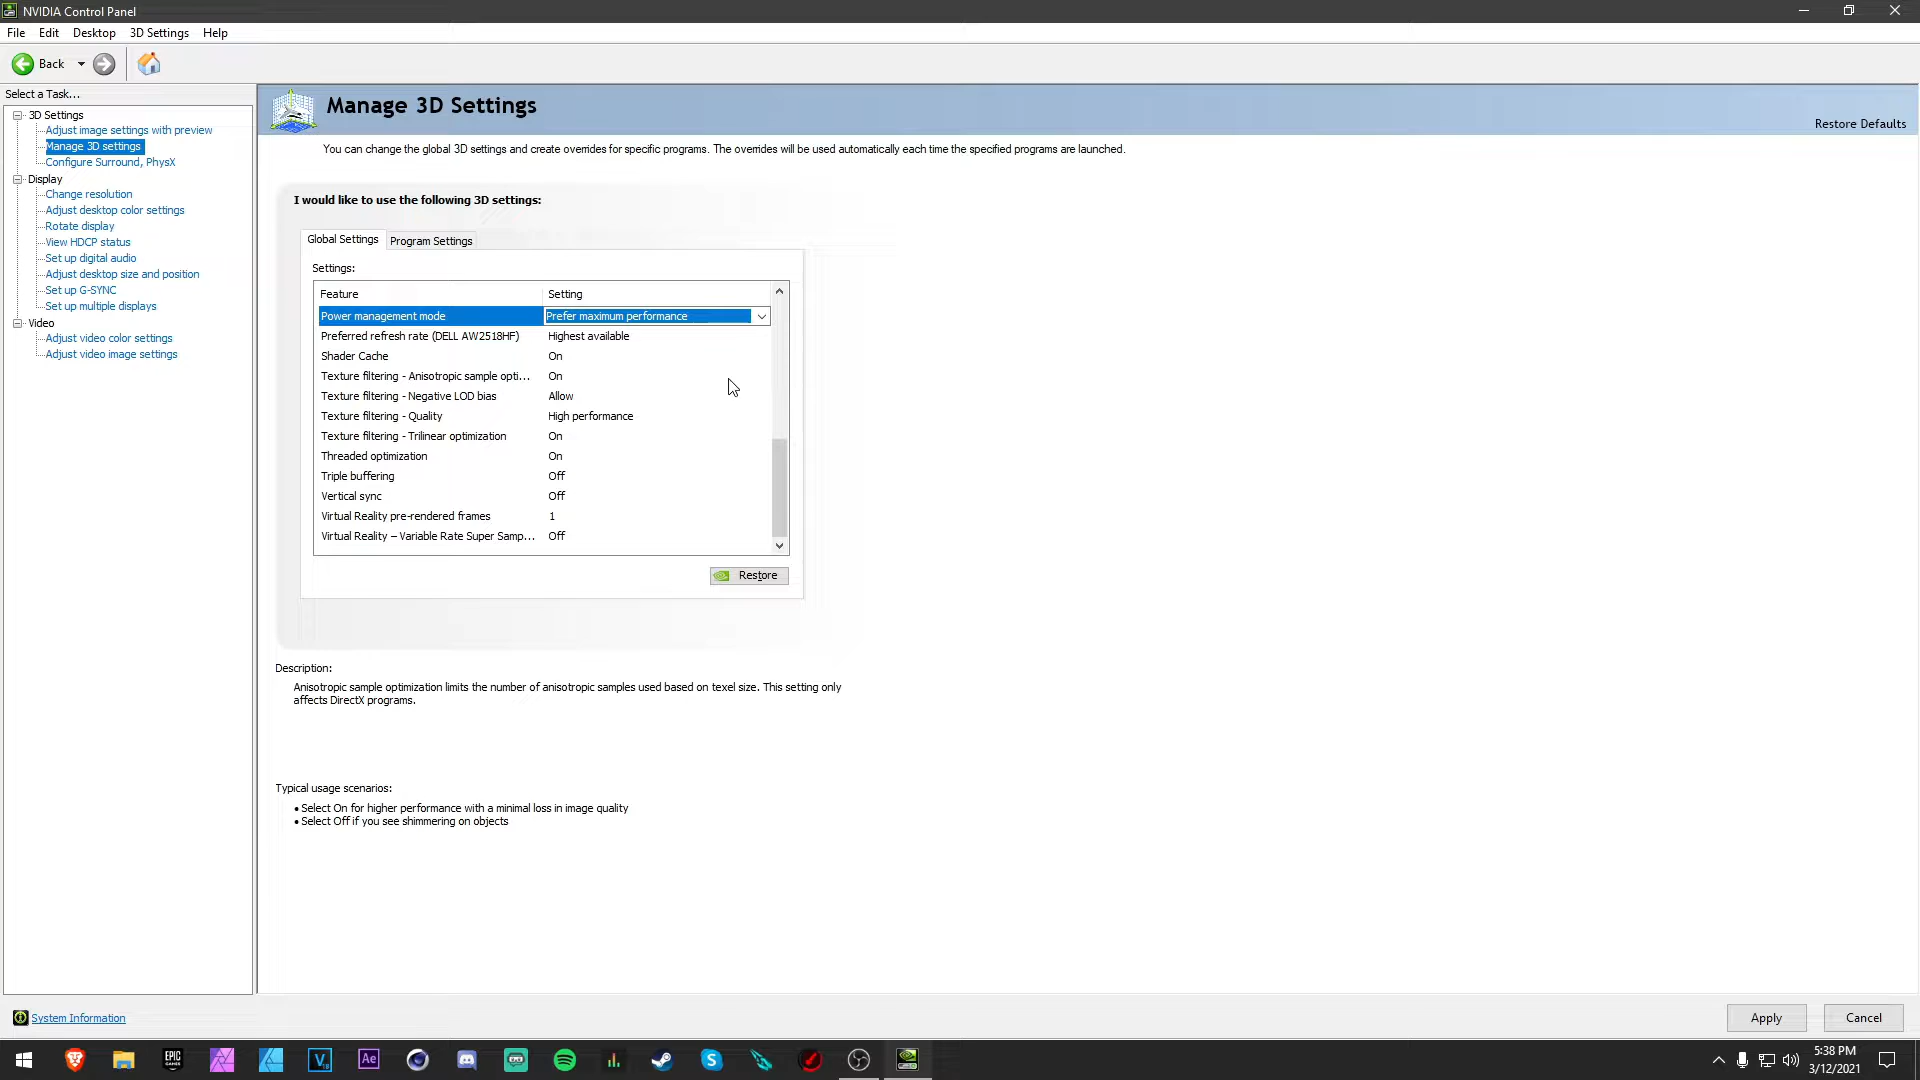 NVIDIA Control Panel
File Edit Desktop 3D Settings Help
Back
Select a Task...
3D Settings
Adjust image settings with preview
Manage 3D settings
Configure Surround, PhysX
Display
Change resolution
Adjust desktop color settings
Rotate display
View HDCP status
Set up digital audio
Adjust desktop size and position
Set up G-SYNC
Set up multiple displays
Video
Adjust video color settings
Adjust video image settings
Manage 3D Settings
Restore Defaults
You can change the global 3D settings and create overrides for specific programs. The overrides will be used automatically each time the specified programs are launched.
I would like to use the following 3D settings:
Global Settings Program Settings
Settings:
Feature Setting
Power management mode Prefer maximum performance
Preferred refresh rate (DELL AW2518HF) Highest available
Shader Cache On
Texture filtering - Anisotropic sample opti... On
Texture filtering - Negative LOD bias Allow
Texture filtering - Quality High performance
Texture filtering - Trilinear optimization On
Threaded optimization On
Triple buffering Off
Vertical sync Off
Virtual Reality pre-rendered frames 1
Virtual Reality – Variable Rate Super Samp... Off
Restore
Description:
Anisotropic sample optimization limits the number of anisotropic samples used based on texel size. This setting only
affects DirectX programs.
Typical usage scenarios:
• Select On for higher performance with a minimal loss in image quality
• Select Off if you see shimmering on objects
System Information
Apply Cancel
EPIC
GAMES
V
Ae
S
5:38 PM
3/12/2021